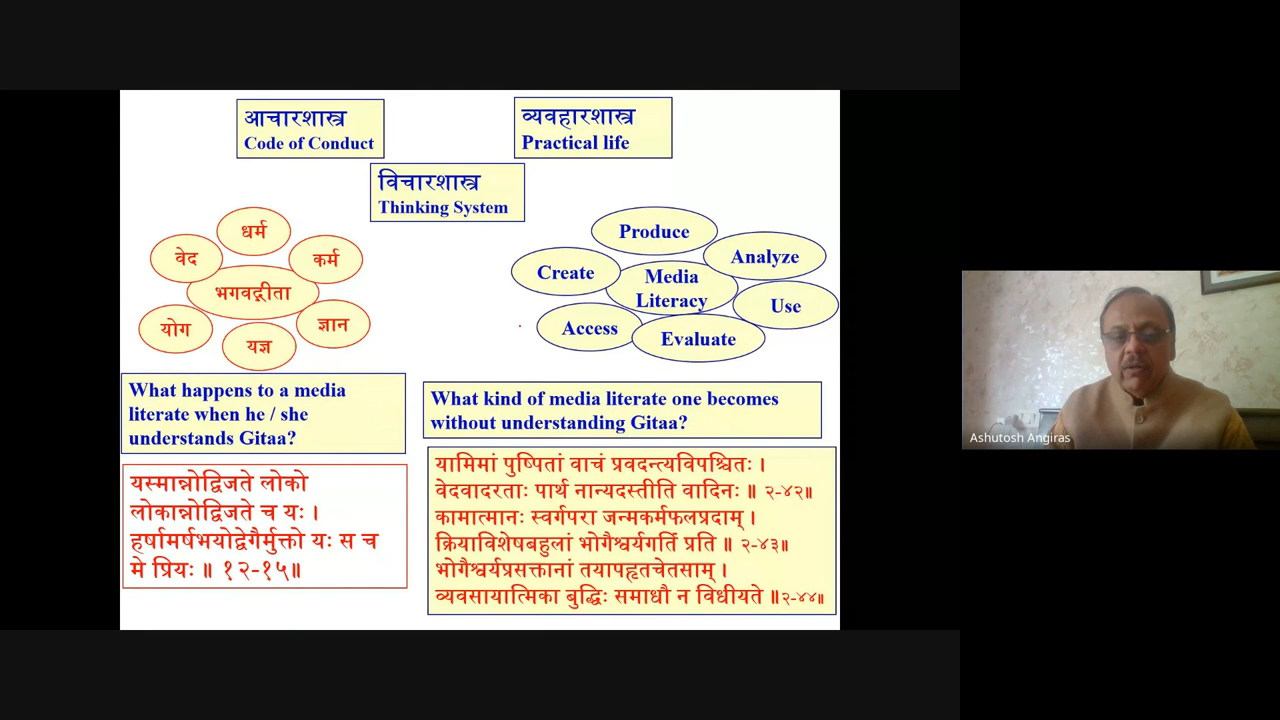 आचारशास्त्र
Code of Conduct
व्यवहारशास्त्र
Practical life
विचारशास्त्र
Thinking System
धर्म
वेद
कर्म
भगवद्गीता
योग
ज्ञान
यज्ञ
Produce
Create
Analyze
Media
Literacy
Use
Access
Evaluate
What happens to a media
literate when he / she
understands Gitaa?
What kind of media literate one becomes
without understanding Gitaa?
यस्मान्नोद्विजते लोको
लोकान्नोद्विजते च यः ।
हर्षामर्षभयोद्वेगैर्मुक्तो यः स च
मे प्रियः ॥ १२-१५॥
यामिमां पुष्पितां वाचं प्रवदन्त्यविपश्चितः ।
वेदवादरताः पार्थ नान्यदस्तीति वादिनः ॥ २-४२॥
कामात्मानः स्वर्गपरा जन्मकर्मफलप्रदाम् ।
क्रियाविशेषबहुलां भोगैश्वर्यगतिं प्रति ॥ २-४३॥
भोगैश्वर्यप्रसक्तानां तयापहृतचेतसाम् ।
व्यवसायात्मिका बुद्धिः समाधौ न विधीयते ॥२-४४॥
Ashutosh Angiras